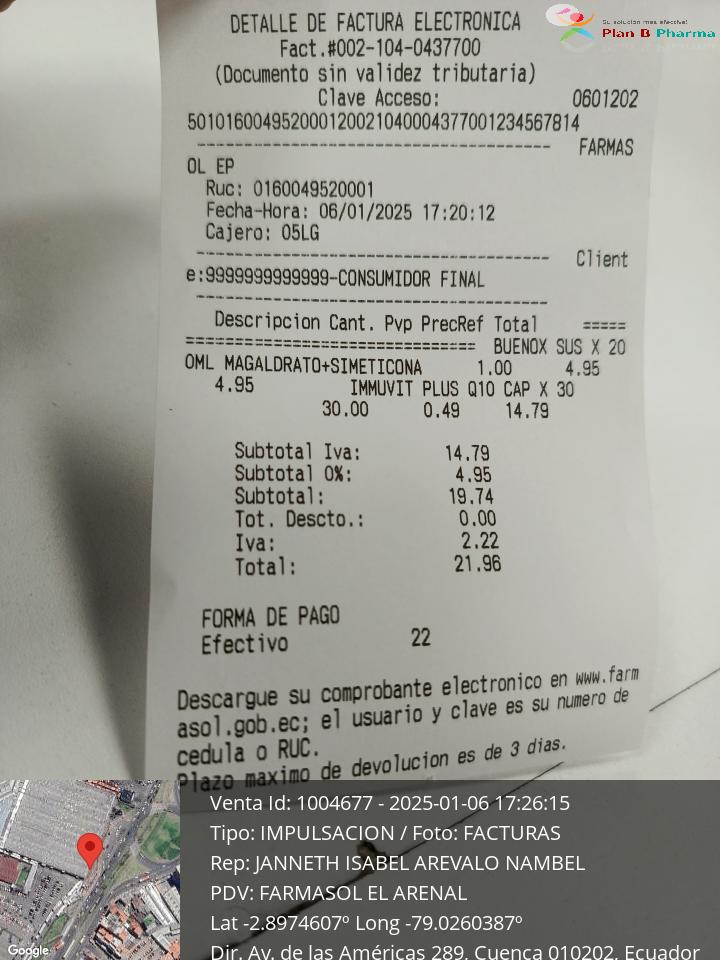 Su solución mas efectiva!
Plan B Pharma
DETALLE DE FACTURA ELECTRONICA
Fact.#002-104-0437700
(Documento sin validez tributaria)
Clave Acceso: 0601202
501016004952000120021040004377001234567814
--------------------------------- FARMAS
OL EP
Ruc: 0160049520001
Fecha-Hora: 06/01/2025 17:20:12
Cajero: 05LG
--------------------------------- Client
e:9999999999999-CONSUMIDOR FINAL
---------------------------------
Descripcion Cant. Pvp PrecRef Total =====
================================ BUENOX SUS X 20
OML MAGALDRATO+SIMETICONA 1.00 4.95
4.95 IMMUVIT PLUS Q10 CAP X 30
30.00 0.49 14.79
Subtotal Iva: 14.79
Subtotal 0%: 4.95
Subtotal: 19.74
Tot. Descto.: 0.00
Iva: 2.22
Total: 21.96
FORMA DE PAGO
Efectivo 22
Descargue su comprobante electronico en www.farm
asol.gob.ec; el usuario y clave es su numero de
cedula o RUC.
Plazo maximo de devolucion es de 3 dias.
Venta Id: 1004677 - 2025-01-06 17:26:15
Tipo: IMPULSACION / Foto: FACTURAS
Rep: JANNETH ISABEL AREVALO NAMBEL
PDV: FARMASOL EL ARENAL
Lat -2.8974607º Long -79.0260387º
Dir. Av. de las Américas 289, Cuenca 010202, Ecuador
Google